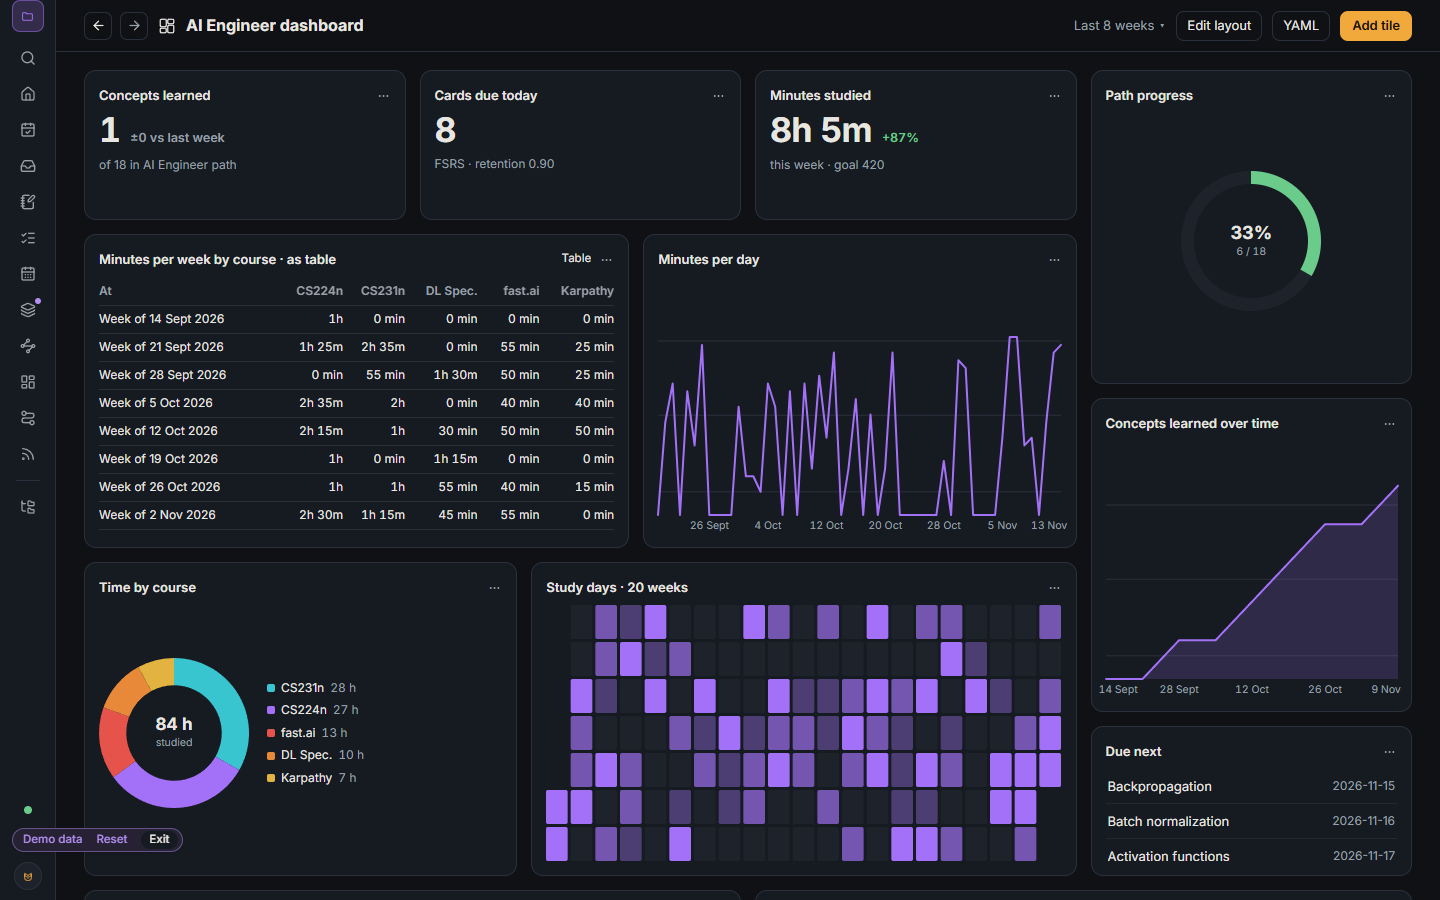 AI Engineer dashboard
Last 8 weeks
Edit layout
YAML
Add tile
Concepts learned
1 ±0 vs last week
of 18 in AI Engineer path
Cards due today
8
FSRS · retention 0.90
Minutes studied
8h 5m +87%
this week · goal 420
Path progress
33%
6 / 18
Minutes per week by course · as table
Table
At CS224n CS231n DL Spec. fast.ai Karpathy
Week of 14 Sept 2026 1h 0 min 0 min 0 min 0 min
Week of 21 Sept 2026 1h 25m 2h 35m 0 min 55 min 25 min
Week of 28 Sept 2026 0 min 55 min 1h 30m 50 min 25 min
Week of 5 Oct 2026 2h 35m 2h 0 min 40 min 40 min
Week of 12 Oct 2026 2h 15m 1h 30 min 50 min 50 min
Week of 19 Oct 2026 1h 0 min 1h 15m 0 min 0 min
Week of 26 Oct 2026 1h 1h 55 min 40 min 15 min
Week of 2 Nov 2026 2h 30m 1h 15m 45 min 55 min 0 min
Minutes per day
26 Sept 4 Oct 12 Oct 20 Oct 28 Oct 5 Nov 13 Nov
Concepts learned over time
14 Sept 28 Sept 12 Oct 26 Oct 9 Nov
Time by course
84 h
studied
CS231n 28 h
CS224n 27 h
fast.ai 13 h
DL Spec. 10 h
Karpathy 7 h
Study days · 20 weeks
Due next
Backpropagation 2026-11-15
Batch normalization 2026-11-16
Activation functions 2026-11-17
Demo data Reset Exit